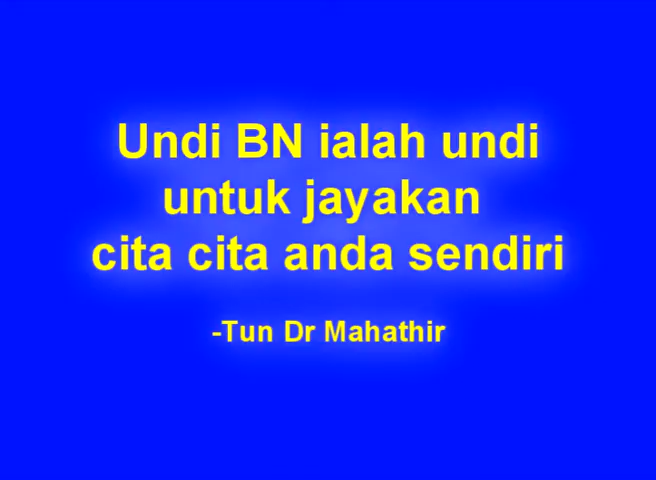 Undi BN ialah undi
untuk jayakan
cita cita anda sendiri
-Tun Dr Mahathir